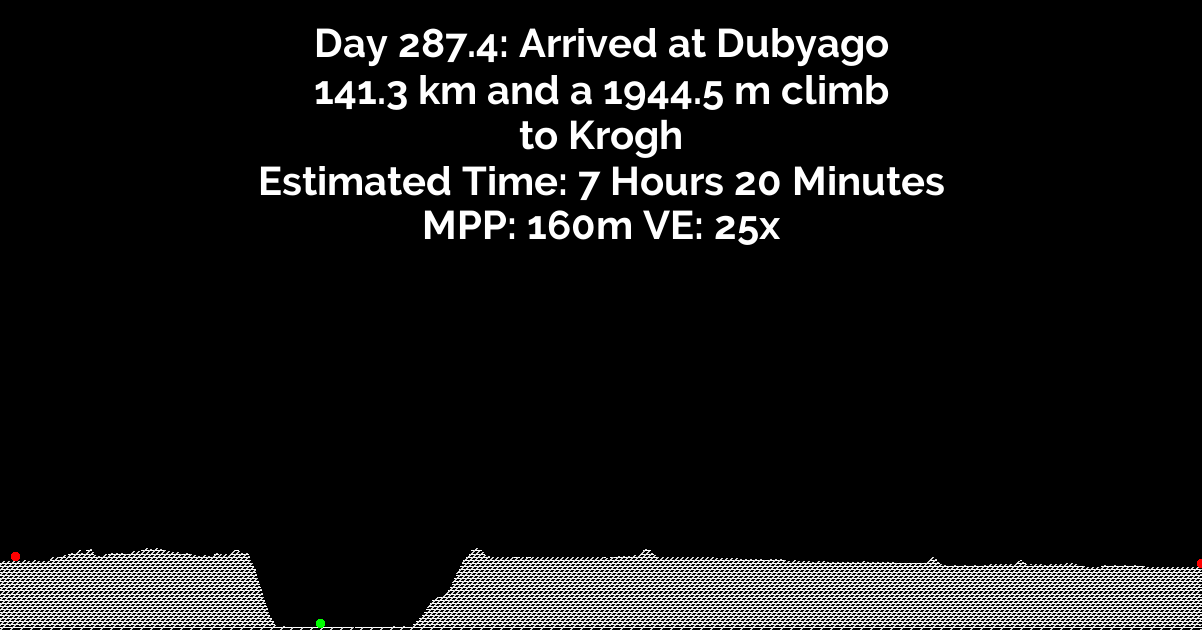 Day 287.4: Arrived at Dubyago
141.3 km and a 1944.5 m climb
to Krogh
Estimated Time: 7 Hours 20 Minutes
MPP: 160m VE: 25x